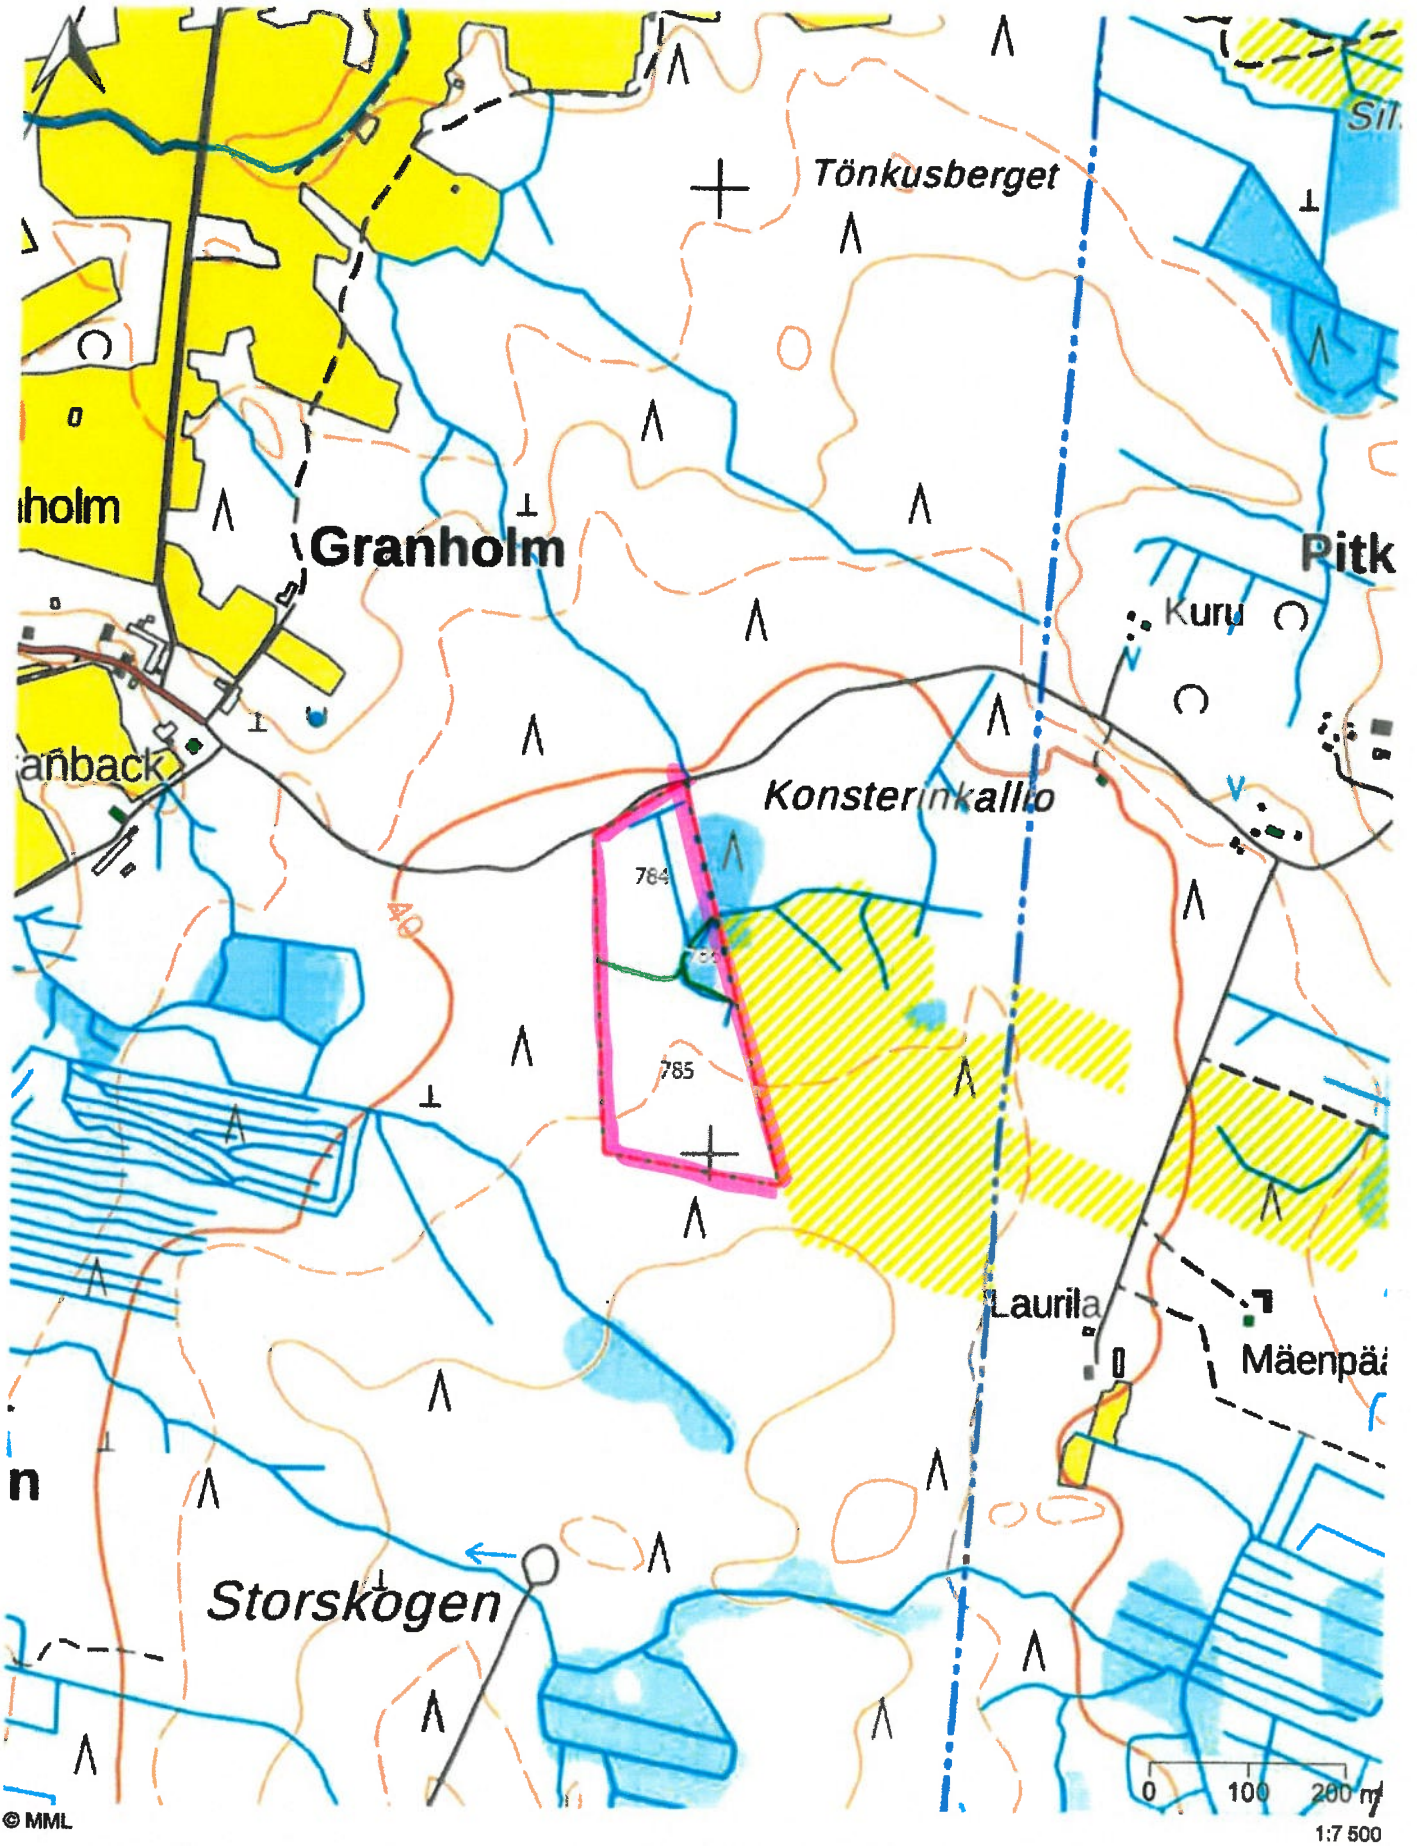 Sil
Tönkusberget
holm
Granholm
Pitk
Kuru
anback
Konsterinkallio
784
40
785
Laurila
Mäenpää
n
Storskogen
0 100 200 m
© MML
1:7 500